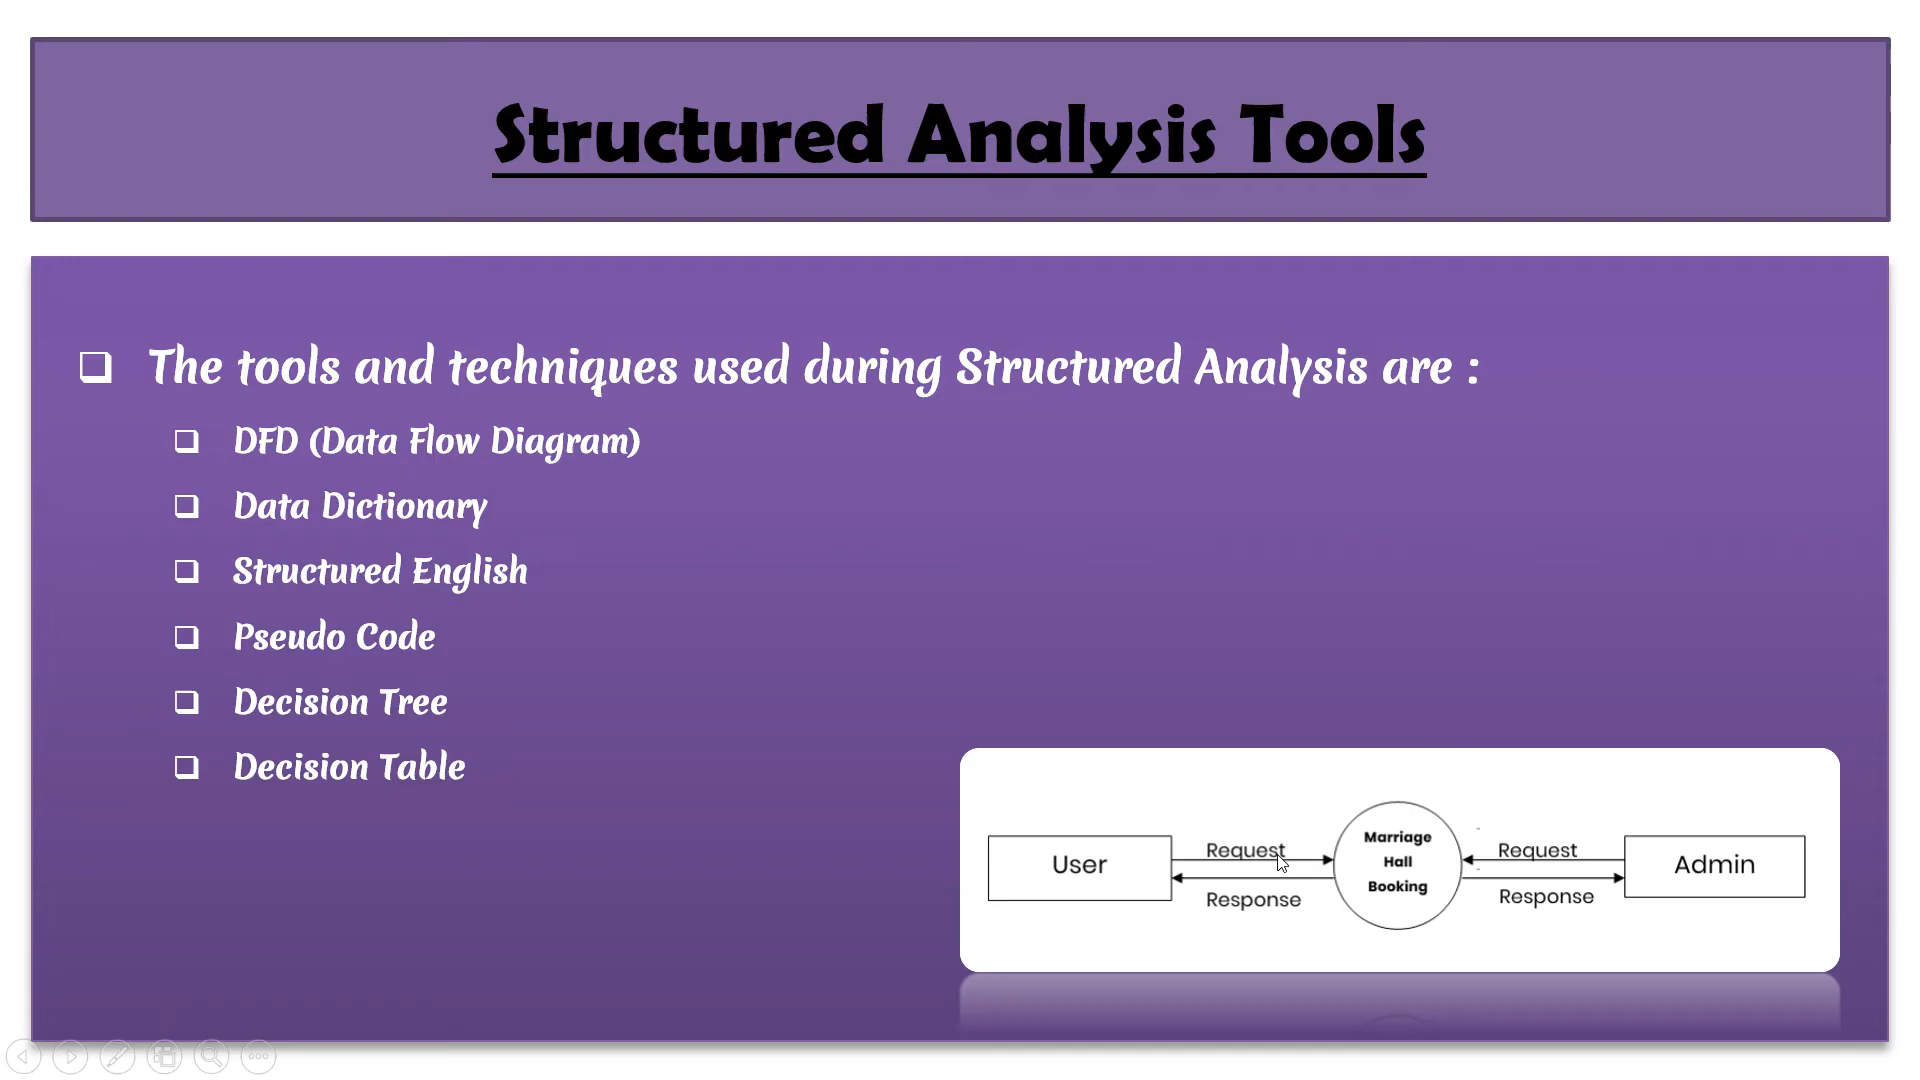 Structured Analysis Tools
The tools and techniques used during Structured Analysis are :
DFD (Data Flow Diagram)
Data Dictionary
Structured English
Pseudo Code
Decision Tree
Decision Table
User
Request
Response
Marriage
Hall
Booking
Request
Response
Admin